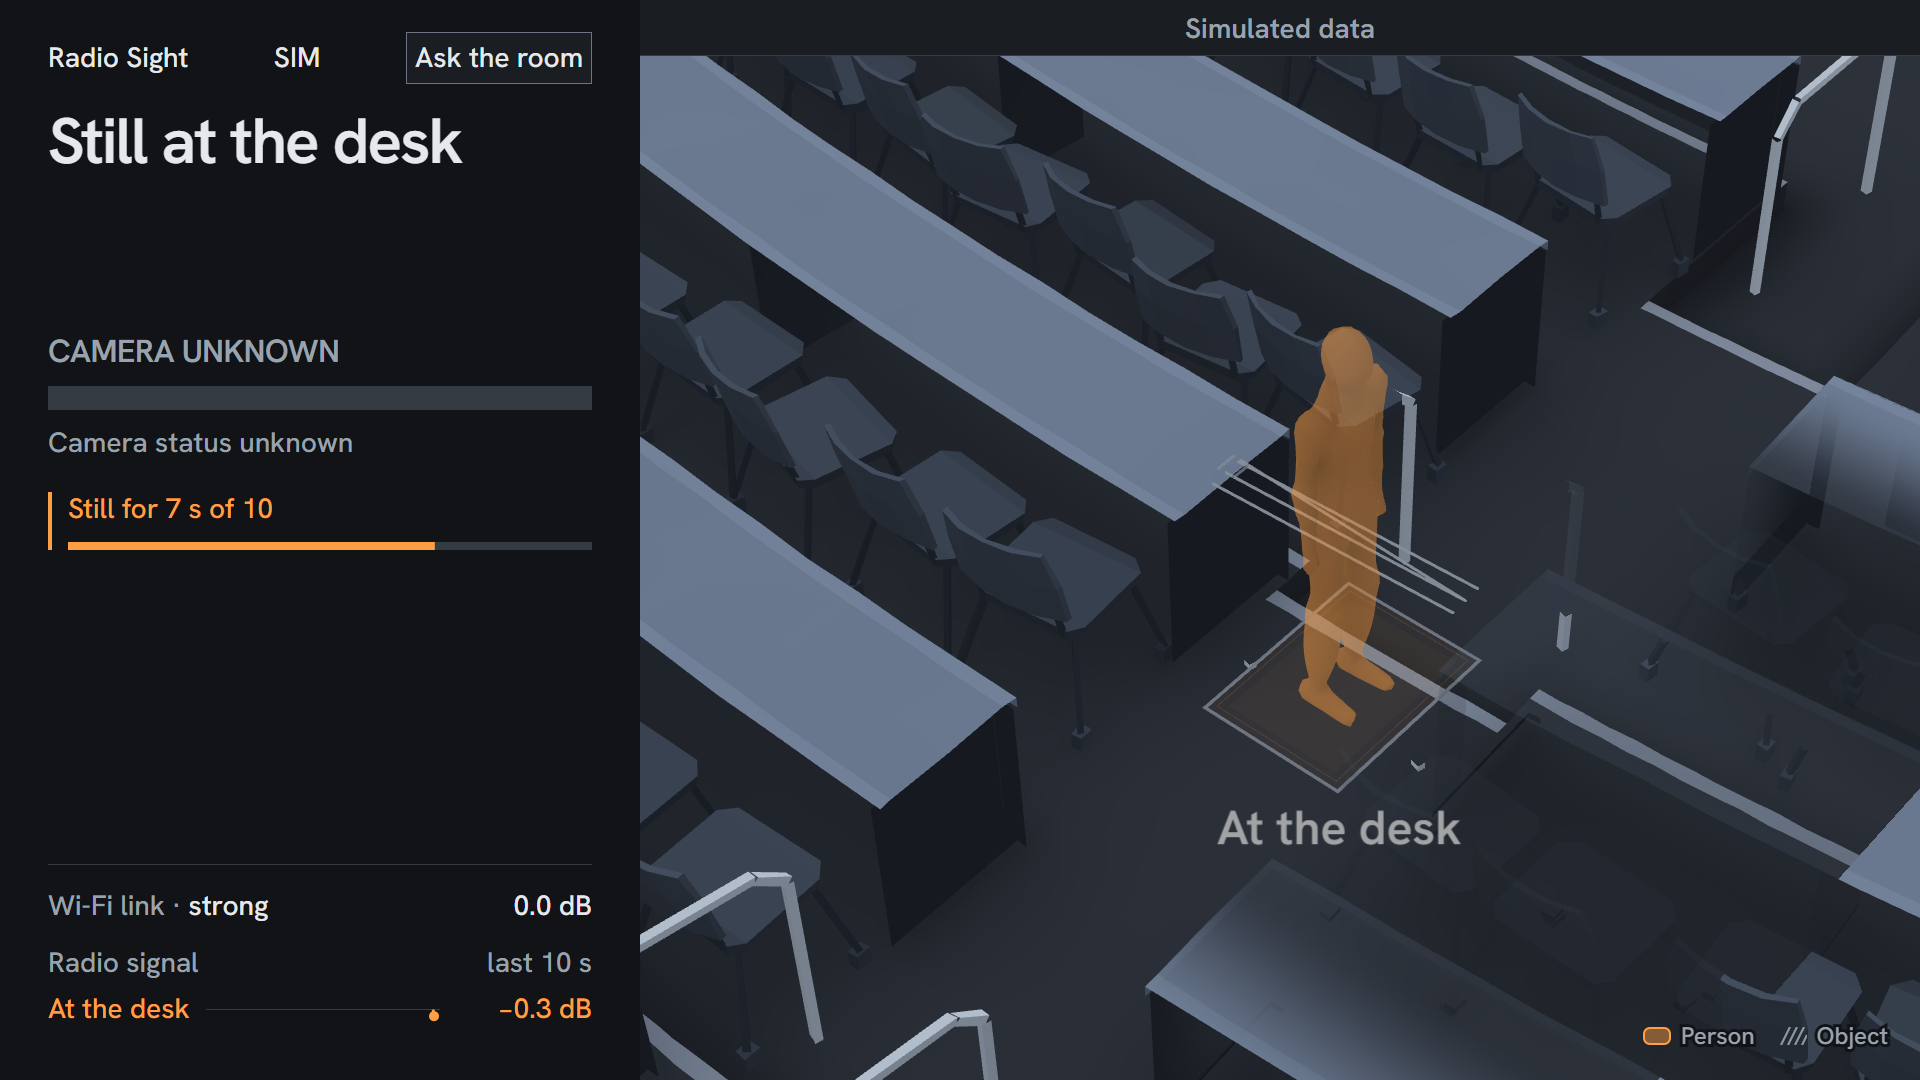 Radio Sight
SIM
Ask the room
Still at the desk
CAMERA UNKNOWN
Camera status unknown
Still for 7 s of 10
Wi-Fi link · strong 0.0 dB
Radio signal last 10 s
At the desk −0.3 dB
Simulated data
At the desk
Person
Object